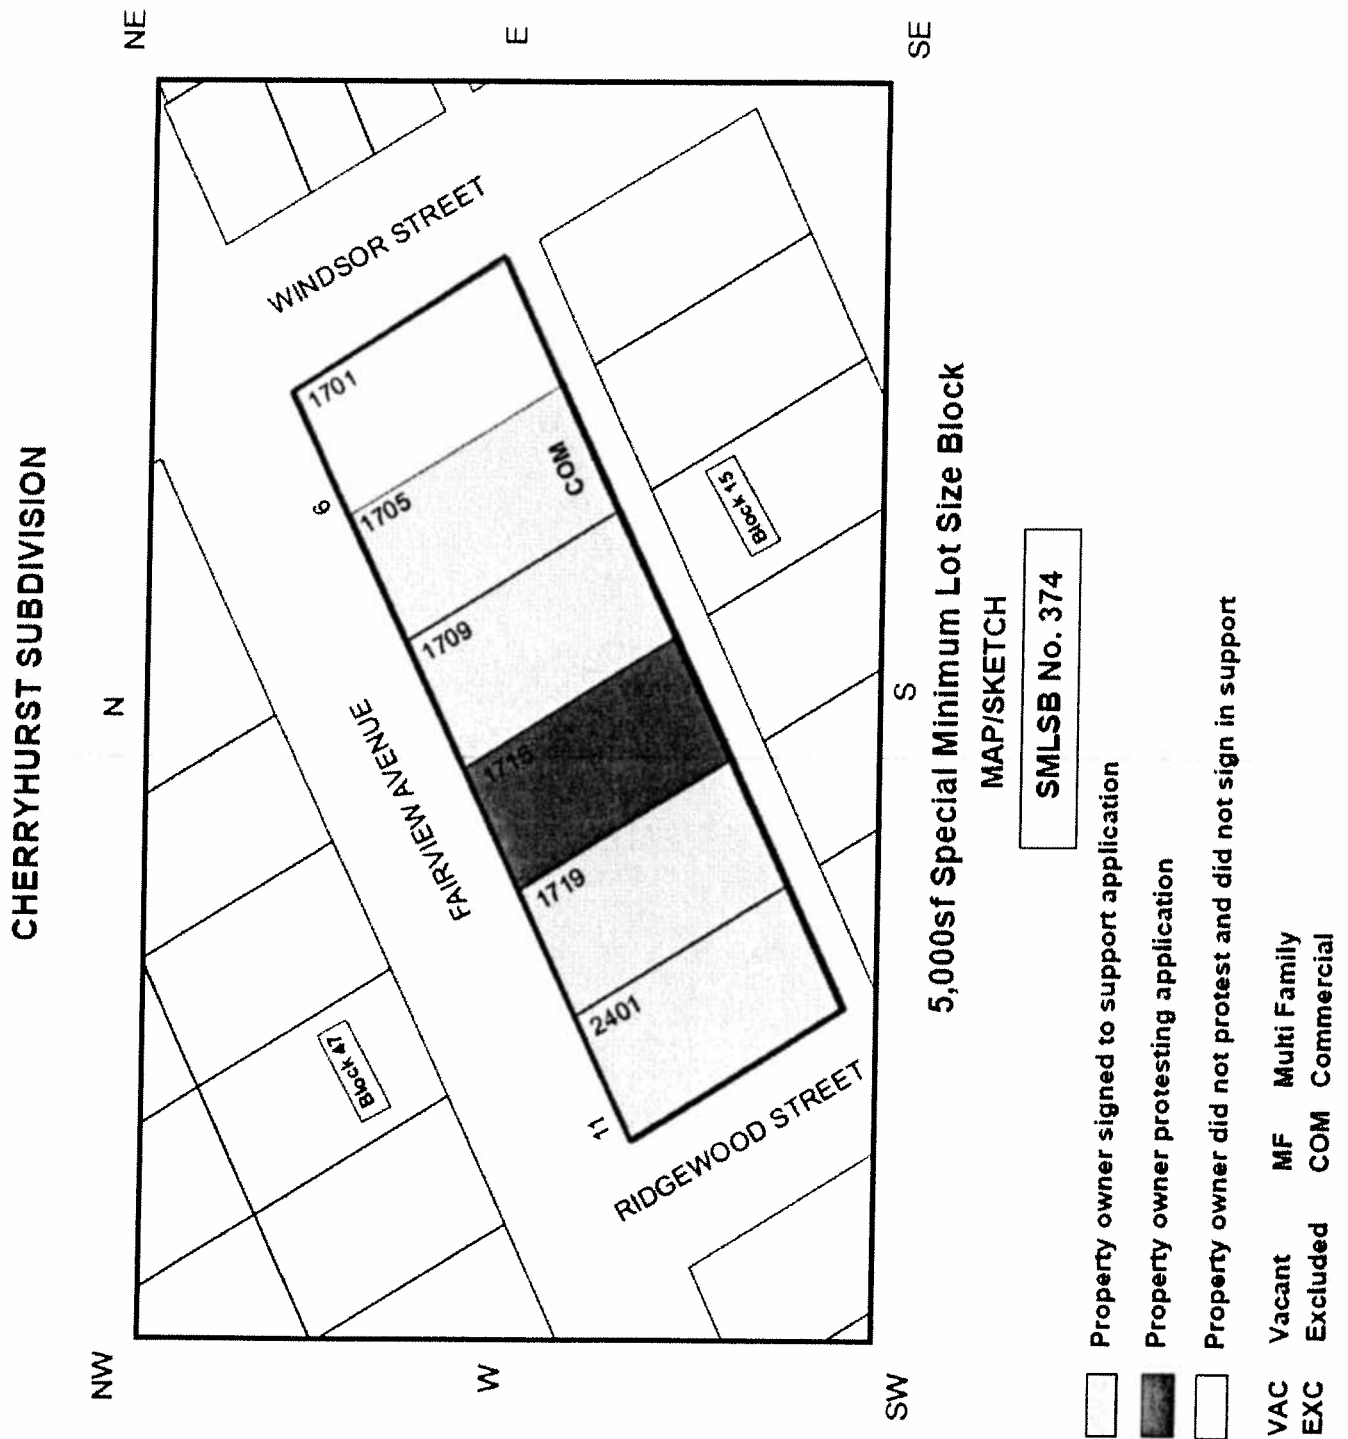 CHERRYHURST SUBDIVISION
NW
N
NE
WINDSOR STREET
FAIRVIEW AVENUE
Block 47
6
1701
1705
COM
1709
1715
1719
2401
11
Block 15
RIDGEWOOD STREET
W
E
SW
S
SE
5,000sf Special Minimum Lot Size Block
MAP/SKETCH
SMLSB No. 374
Property owner signed to support application
Property owner protesting application
Property owner did not protest and did not sign in support
VAC Vacant MF Multi Family
EXC Excluded COM Commercial